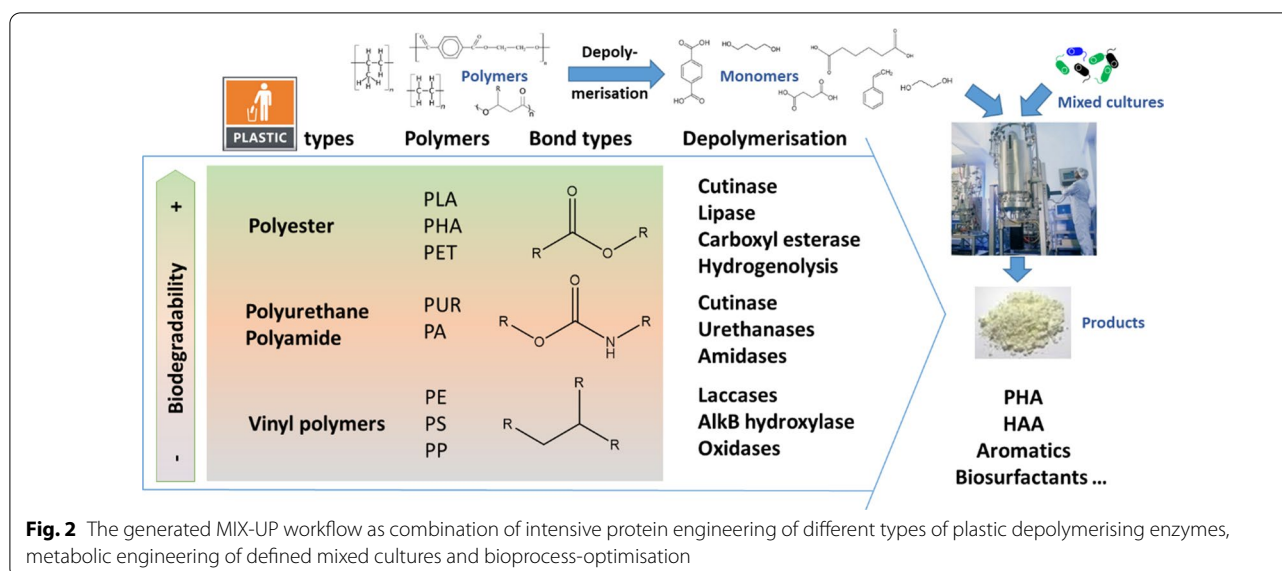 Polymers
Depoly-
merisation
Monomers
Mixed cultures
PLASTIC types
Polymers
Bond types
Depolymerisation
+
Biodegradability
-
Polyester
PLA
PHA
PET
O
R
O
R
Cutinase
Lipase
Carboxyl esterase
Hydrogenolysis
Polyurethane
Polyamide
PUR
PA
O
R
O
N
H
R
Cutinase
Urethanases
Amidases
Vinyl polymers
PE
PS
PP
R
R
R
Laccases
AlkB hydroxylase
Oxidases
Products
PHA
HAA
Aromatics
Biosurfactants ...
Fig. 2 The generated MIX-UP workflow as combination of intensive protein engineering of different types of plastic depolymerising enzymes,
metabolic engineering of defined mixed cultures and bioprocess-optimisation